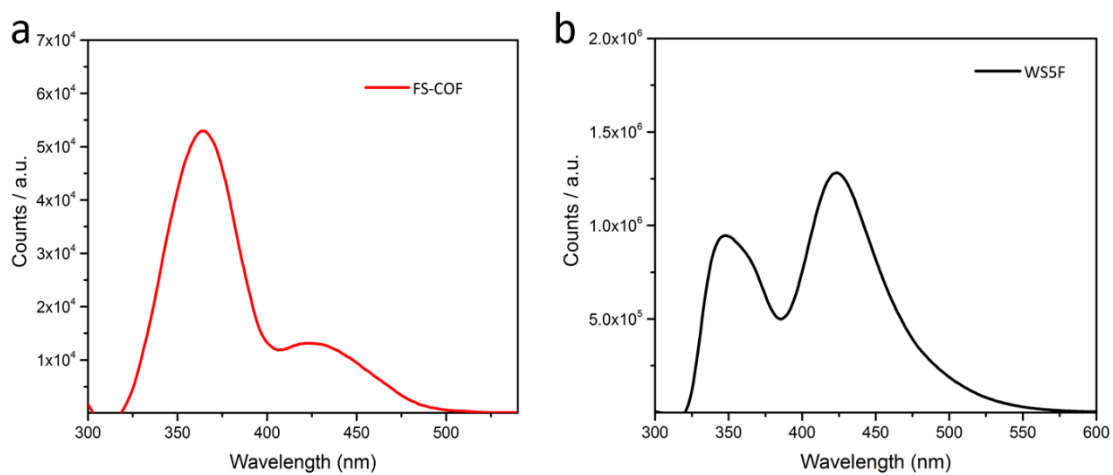 a
7x10⁴
6x10⁴
5x10⁴
4x10⁴
3x10⁴
2x10⁴
1x10⁴
Counts / a.u.
FS-COF
300 350 400 450 500
Wavelength (nm)
b
2.0x10⁶
1.5x10⁶
1.0x10⁶
5.0x10⁵
Counts / a.u.
WS5F
300 350 400 450 500 550 600
Wavelength (nm)